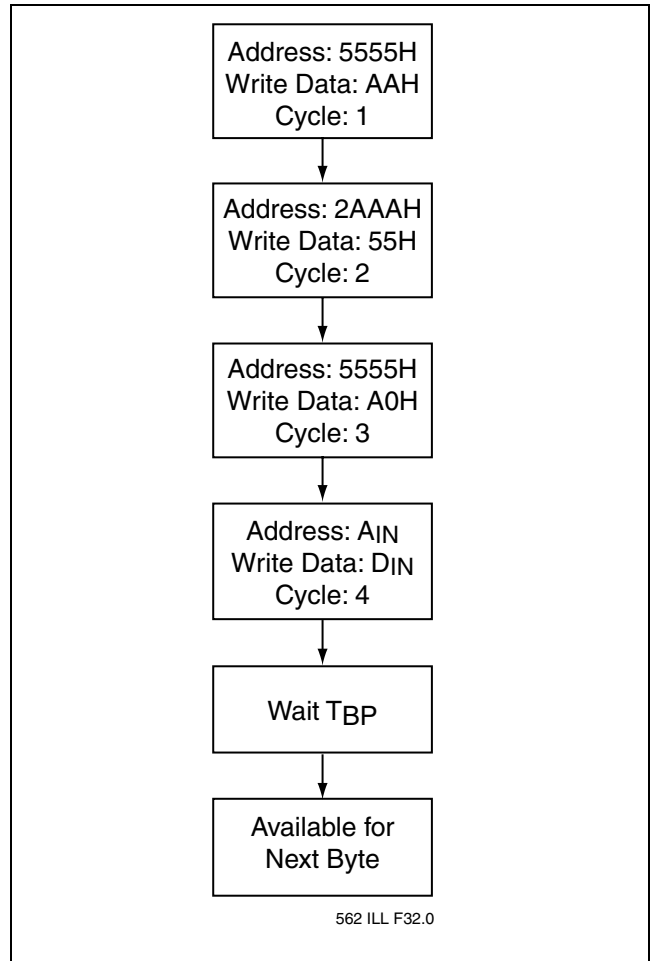 Address: 5555H
Write Data: AAH
Cycle: 1
Address: 2AAAH
Write Data: 55H
Cycle: 2
Address: 5555H
Write Data: A0H
Cycle: 3
Address: AIN
Write Data: DIN
Cycle: 4
Wait TBP
Available for
Next Byte
562 ILL F32.0